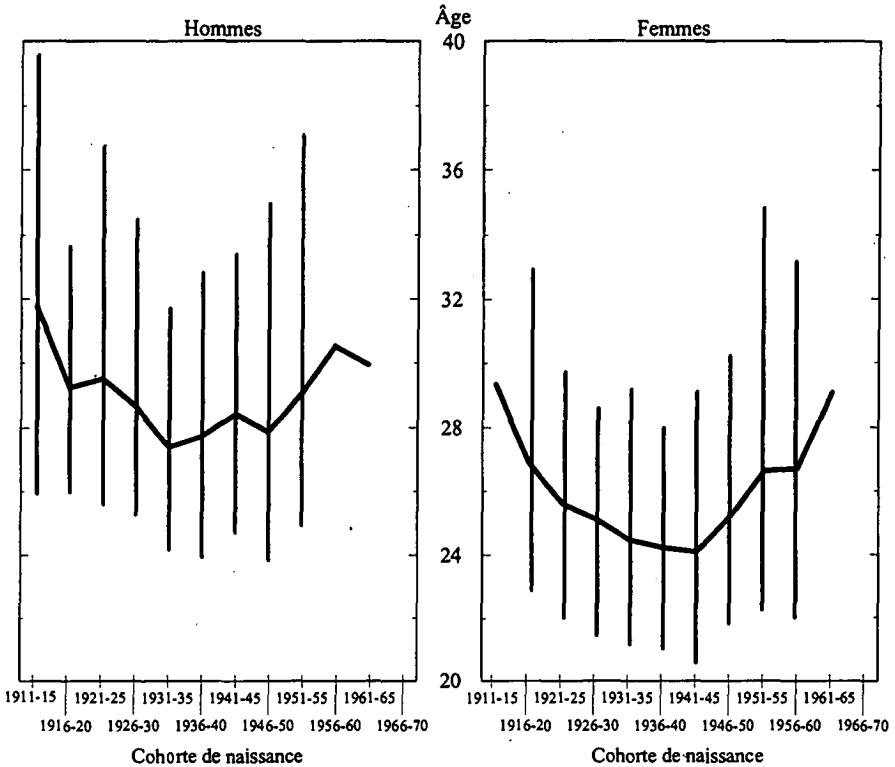 Âge
Hommes
Femmes
40
36
32
28
24
20
1911-15 1921-25 1931-35 1941-45 1951-55 1961-65
1916-20 1926-30 1936-40 1946-50 1956-60 1966-70
Cohorte de naissance
1911-15 1921-25 1931-35 1941-45 1951-55 1961-65
1916-20 1926-30 1936-40 1946-50 1956-60 1966-70
Cohorte de naissance